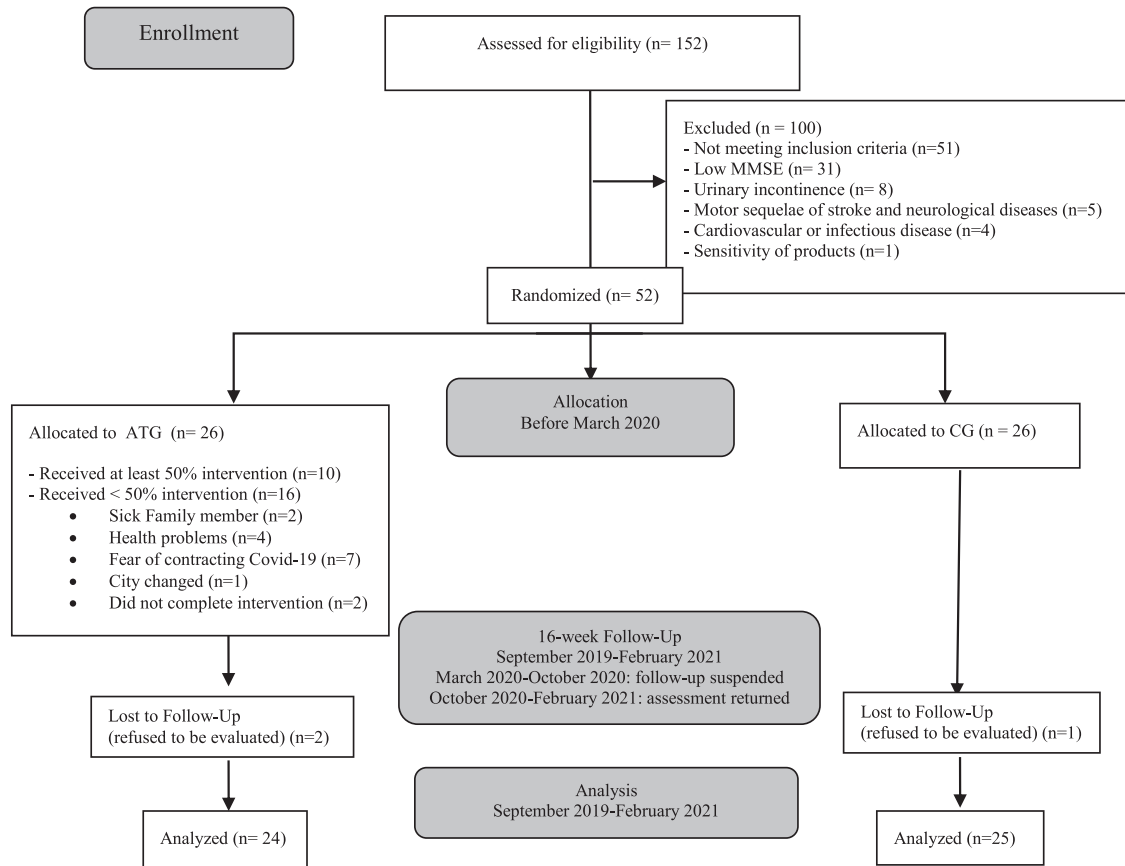 Enrollment
Assessed for eligibility (n= 152)
Excluded (n = 100)
- Not meeting inclusion criteria (n=51)
- Low MMSE (n= 31)
- Urinary incontinence (n= 8)
- Motor sequelae of stroke and neurological diseases (n=5)
- Cardiovascular or infectious disease (n=4)
- Sensitivity of products (n=1)
Randomized (n= 52)
Allocation
Before March 2020
Allocated to ATG (n= 26)
- Received at least 50% intervention (n=10)
- Received < 50% intervention (n=16)
• Sick Family member (n=2)
• Health problems (n=4)
• Fear of contracting Covid-19 (n=7)
• City changed (n=1)
• Did not complete intervention (n=2)
Allocated to CG (n = 26)
16-week Follow-Up
September 2019-February 2021
March 2020-October 2020: follow-up suspended
October 2020-February 2021: assessment returned
Lost to Follow-Up
(refused to be evaluated) (n=2)
Lost to Follow-Up
(refused to be evaluated) (n=1)
Analysis
September 2019-February 2021
Analyzed (n= 24)
Analyzed (n=25)